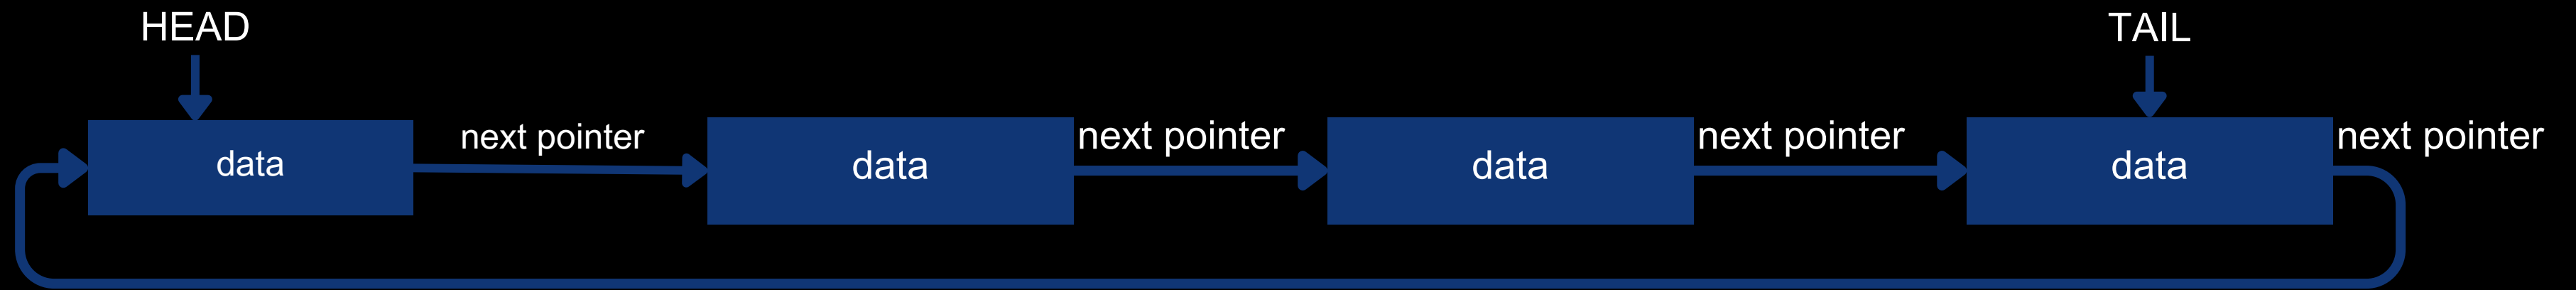 HEAD
TAIL
data
next pointer
data
next pointer
data
next pointer
data
next pointer